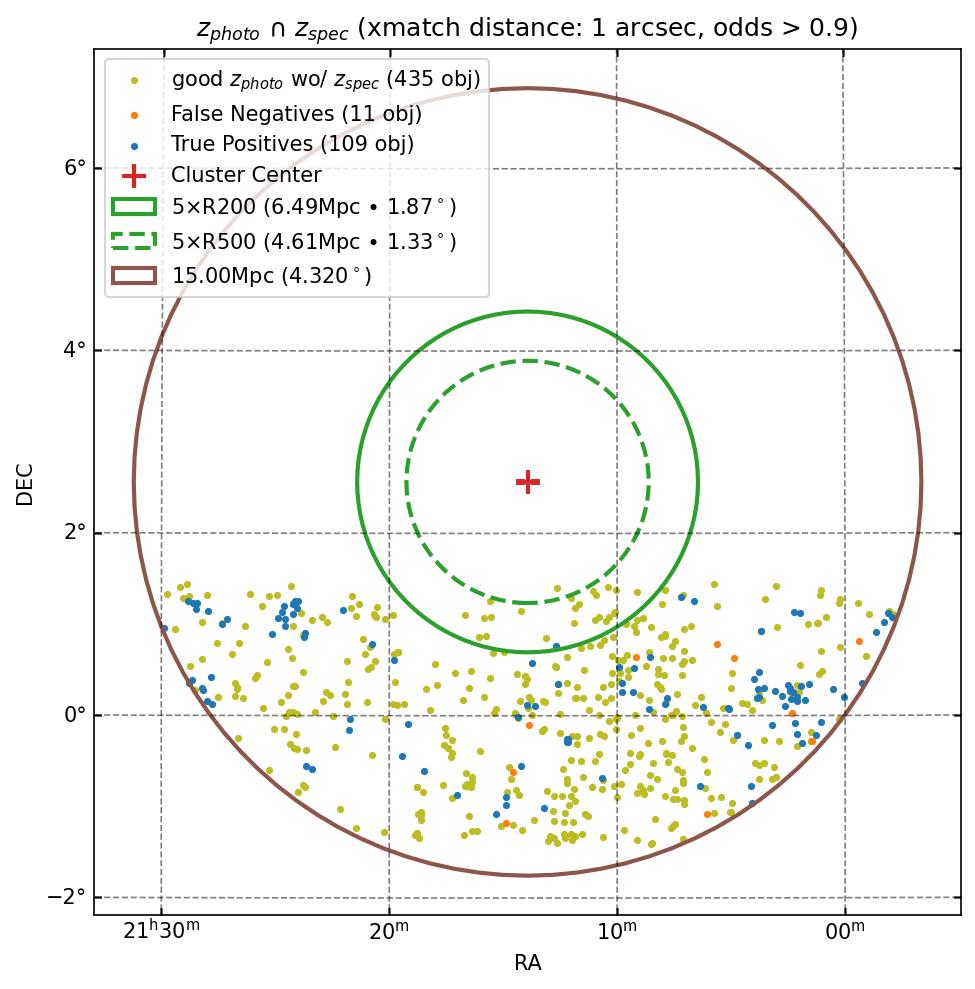 z_photo ∩ z_spec (xmatch distance: 1 arcsec, odds > 0.9)
good z_photo wo/ z_spec (435 obj)
False Negatives (11 obj)
True Positives (109 obj)
Cluster Center
5×R200 (6.49Mpc • 1.87°)
5×R500 (4.61Mpc • 1.33°)
15.00Mpc (4.320°)
6°
4°
2°
0°
−2°
DEC
21ʰ30ᵐ 20ᵐ 10ᵐ 00ᵐ
RA